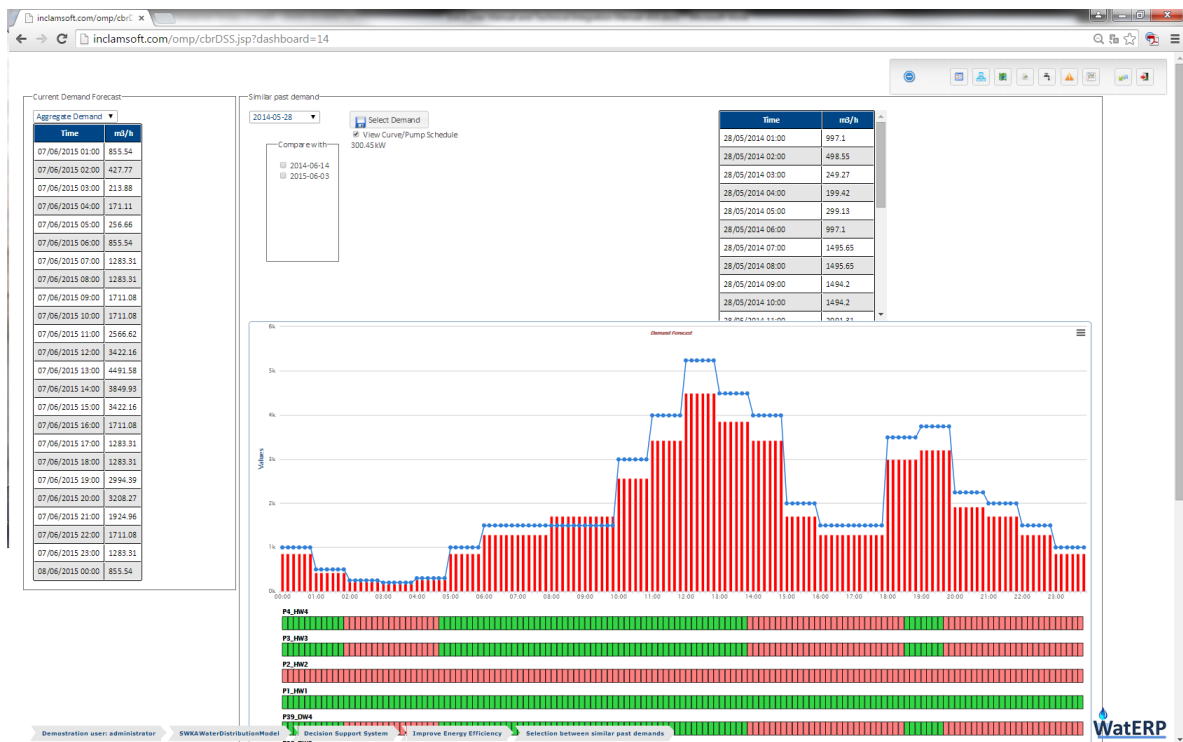 inclamsoft.com/omp/cbrD ×
inclamsoft.com/omp/cbrDSS.jsp?dashboard=14
Current Demand Forecast
Aggregate Demand ▼
Time m3/h
07/06/2015 01:00 855.54
07/06/2015 02:00 427.77
07/06/2015 03:00 213.88
07/06/2015 04:00 171.11
07/06/2015 05:00 256.66
07/06/2015 06:00 855.54
07/06/2015 07:00 1283.31
07/06/2015 08:00 1283.31
07/06/2015 09:00 1711.08
07/06/2015 10:00 1711.08
07/06/2015 11:00 2566.62
07/06/2015 12:00 3422.16
07/06/2015 13:00 4491.58
07/06/2015 14:00 3849.93
07/06/2015 15:00 3422.16
07/06/2015 16:00 1711.08
07/06/2015 17:00 1283.31
07/06/2015 18:00 1283.31
07/06/2015 19:00 2994.39
07/06/2015 20:00 3208.27
07/06/2015 21:00 1924.96
07/06/2015 22:00 1711.08
07/06/2015 23:00 1283.31
08/06/2015 00:00 855.54
Similar past demand
2014-05-28 ▼
Select Demand
View Curve/Pump Schedule
300.45 kW
Compare with
2014-06-14
2015-06-03
Time m3/h
28/05/2014 01:00 997.1
28/05/2014 02:00 498.55
28/05/2014 03:00 249.27
28/05/2014 04:00 199.42
28/05/2014 05:00 299.13
28/05/2014 06:00 997.1
28/05/2014 07:00 1495.65
28/05/2014 08:00 1495.65
28/05/2014 09:00 1494.2
28/05/2014 10:00 1494.2
28/05/2014 11:00 2991.31
Demand Forecast
6k
5k
4k
3k
2k
1k
0k
Values
00:00 01:00 02:00 03:00 04:00 05:00 06:00 07:00 08:00 09:00 10:00 11:00 12:00 13:00 14:00 15:00 16:00 17:00 18:00 19:00 20:00 21:00 22:00 23:00
P4_HW4
P3_HW3
P2_HW2
P1_HW1
P39_DW4
Demostration user: administrator SWKAWaterDistributionModel Decision Support System Improve Energy Efficiency Selection between similar past demands
WatERP